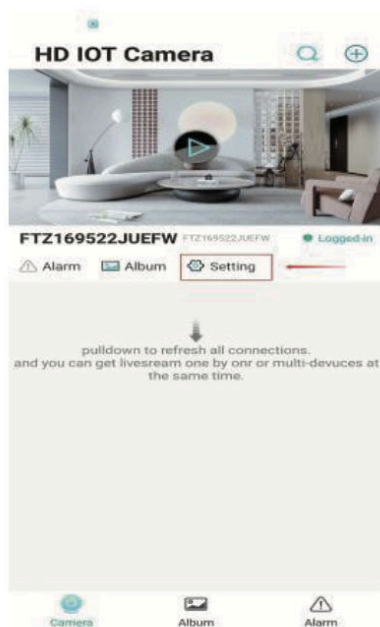 HD IOT Camera
FTZ169522JUEFW FTZ169522JUEFW Logged-in
Alarm Album Setting
pulldown to refresh all connections.
and you can get livesream one by onr or multi-devuces at
the same time.
Camera Album Alarm